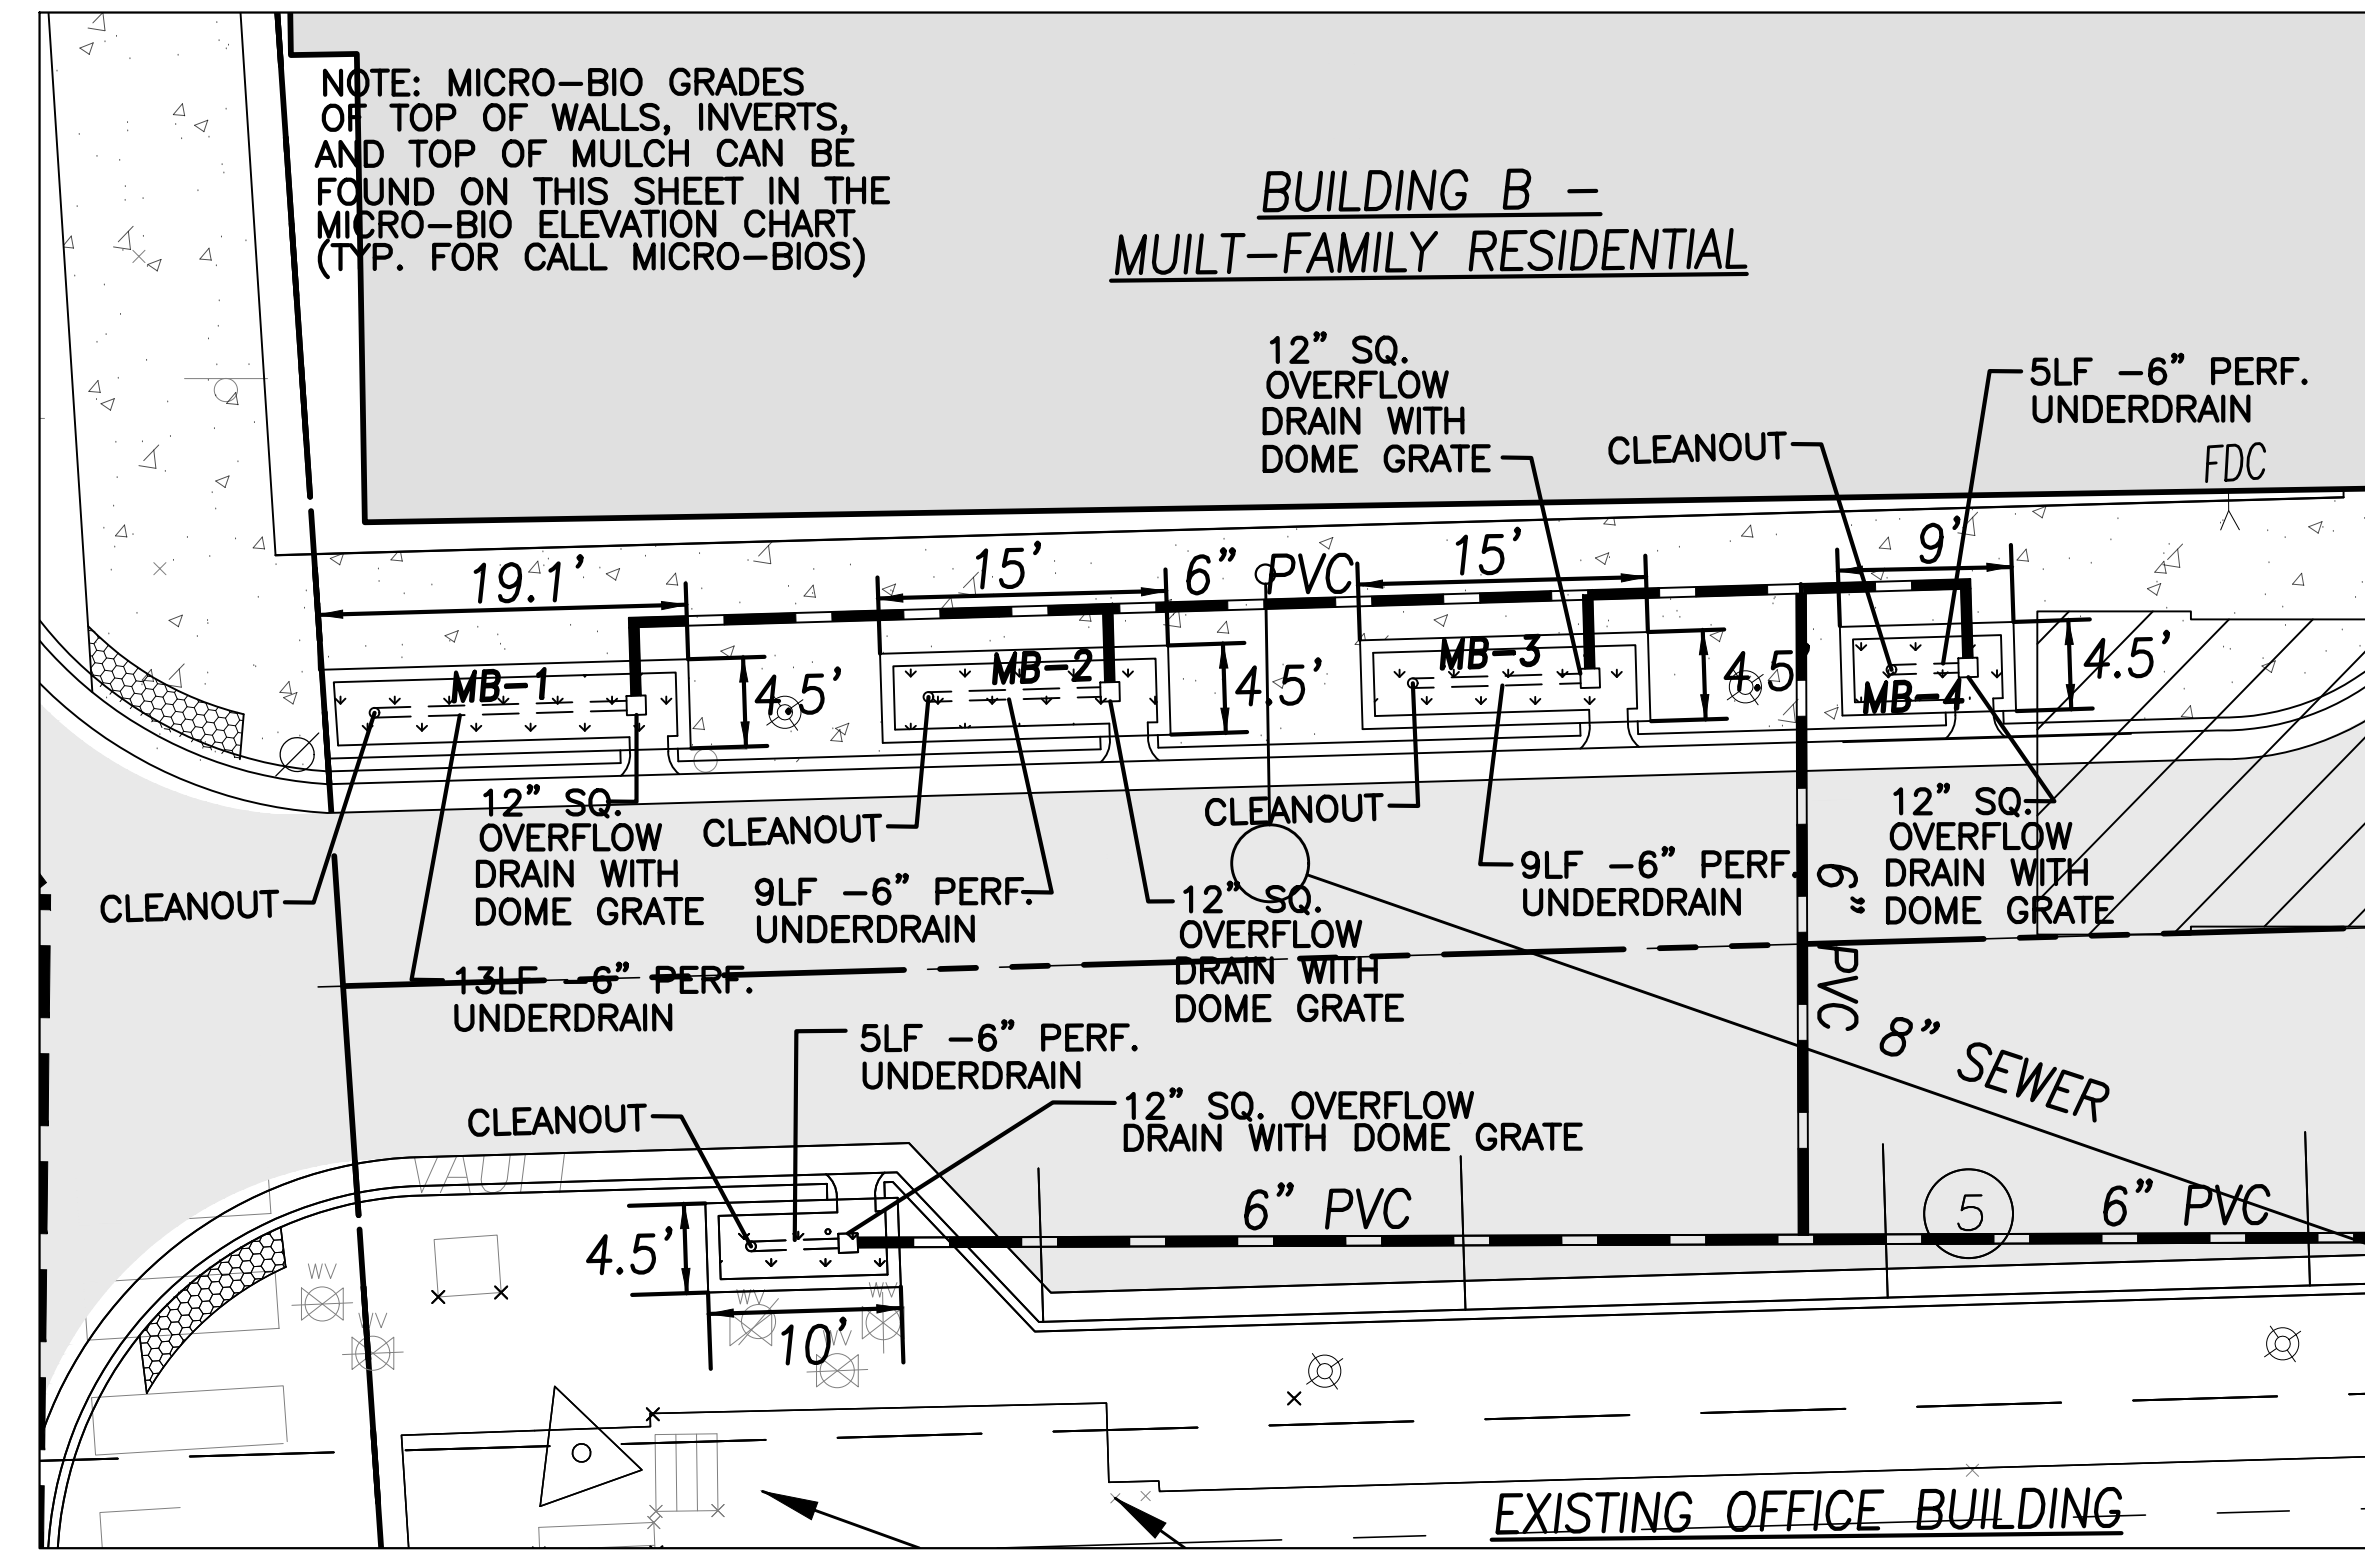 NOTE: MICRO-BIO GRADES
OF TOP OF WALLS, INVERTS,
AND TOP OF MULCH CAN BE
FOUND ON THIS SHEET IN THE
MICRO-BIO ELEVATION CHART
(TYP. FOR CALL MICRO-BIOS)
BUILDING B -
MUILT-FAMILY RESIDENTIAL
12" SQ.
OVERFLOW
DRAIN WITH
DOME GRATE
CLEANOUT
5LF -6" PERF.
UNDERDRAIN
FDC
19.1'
15'
6" PVC
15'
9'
MB-1
4.5'
MB-2
4.5'
MB-3
4.5'
MB-4
4.5'
12" SQ.
OVERFLOW
DRAIN WITH
DOME GRATE
CLEANOUT
CLEANOUT
12" SQ.
OVERFLOW
DRAIN WITH
DOME GRATE
CLEANOUT
9LF -6" PERF.
UNDERDRAIN
12" SQ.
OVERFLOW
DRAIN WITH
DOME GRATE
9LF -6" PERF.
UNDERDRAIN
6" PVC
13LF -6" PERF.
UNDERDRAIN
8" SEWER
5LF -6" PERF.
UNDERDRAIN
CLEANOUT
12" SQ. OVERFLOW
DRAIN WITH DOME GRATE
6" PVC
5
6" PVC
4.5'
10'
WV
WV
WV
WV
WV
EXISTING OFFICE BUILDING